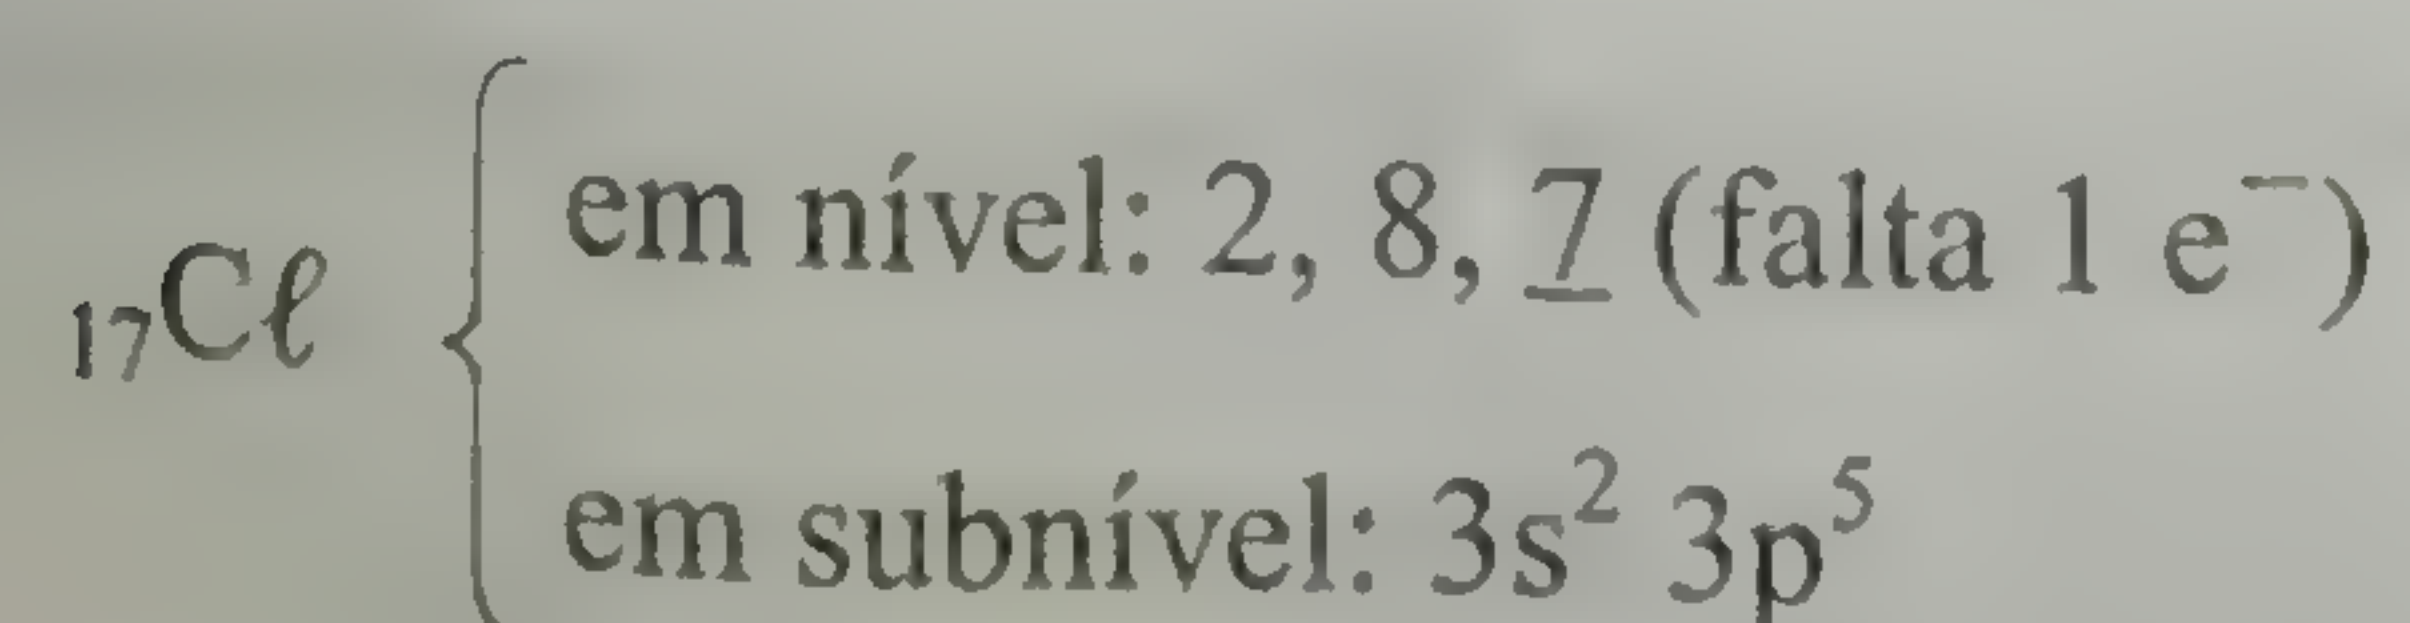 em nível: 2, 8, 7 (falta 1 e⁻)
₁₇Cℓ
em subnível: 3s² 3p⁵